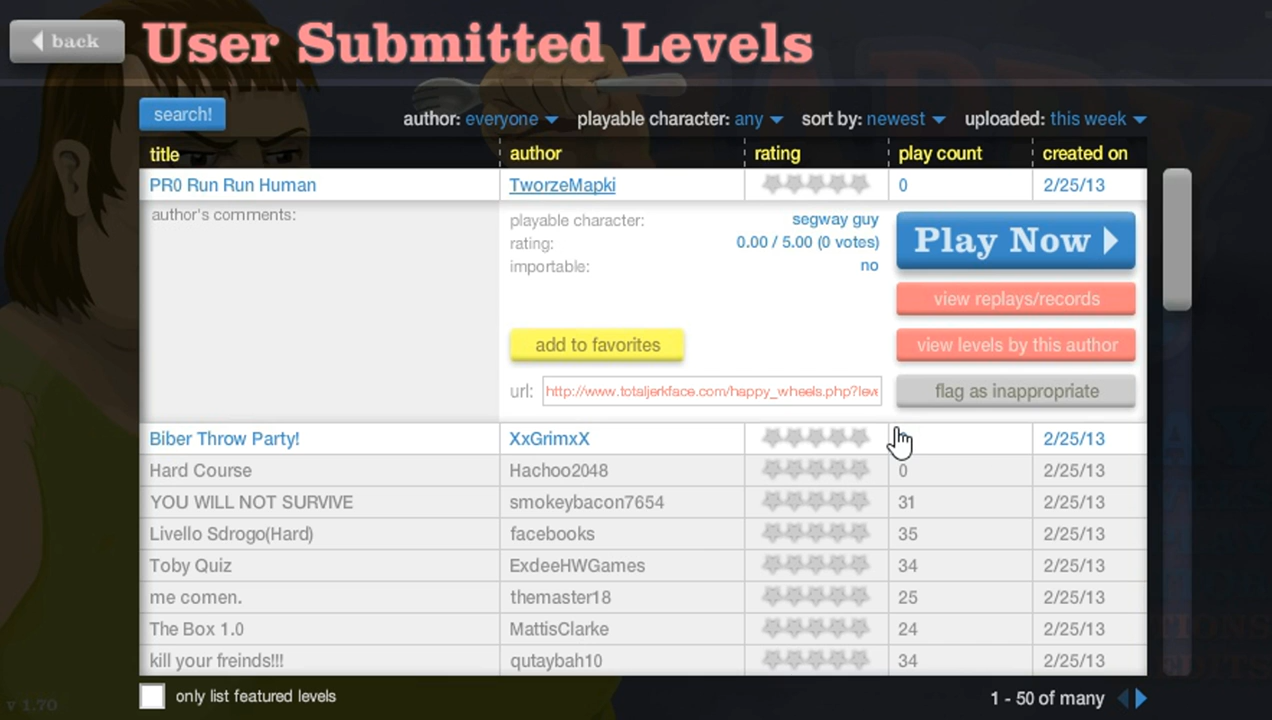 back
User Submitted Levels
search!
author: everyone playable character: any sort by: newest uploaded: this week
title author rating play count created on
PR0 Run Run Human TworzeMapki 0 2/25/13
author's comments:
playable character: segway guy
rating: 0.00 / 5.00 (0 votes)
importable: no
Play Now
view replays/records
add to favorites
view levels by this author
url: http://www.totaljerkface.com/happy_wheels.php?leve
flag as inappropriate
Biber Throw Party! XxGrimxX 2/25/13
Hard Course Hachoo2048 0 2/25/13
YOU WILL NOT SURVIVE smokeybacon7654 31 2/25/13
Livello Sdrogo(Hard) facebooks 35 2/25/13
Toby Quiz ExdeeHWGames 34 2/25/13
me comen. themaster18 25 2/25/13
The Box 1.0 MattisClarke 24 2/25/13
kill your freinds!!! qutaybah10 34 2/25/13
only list featured levels
1 - 50 of many
v 1.70